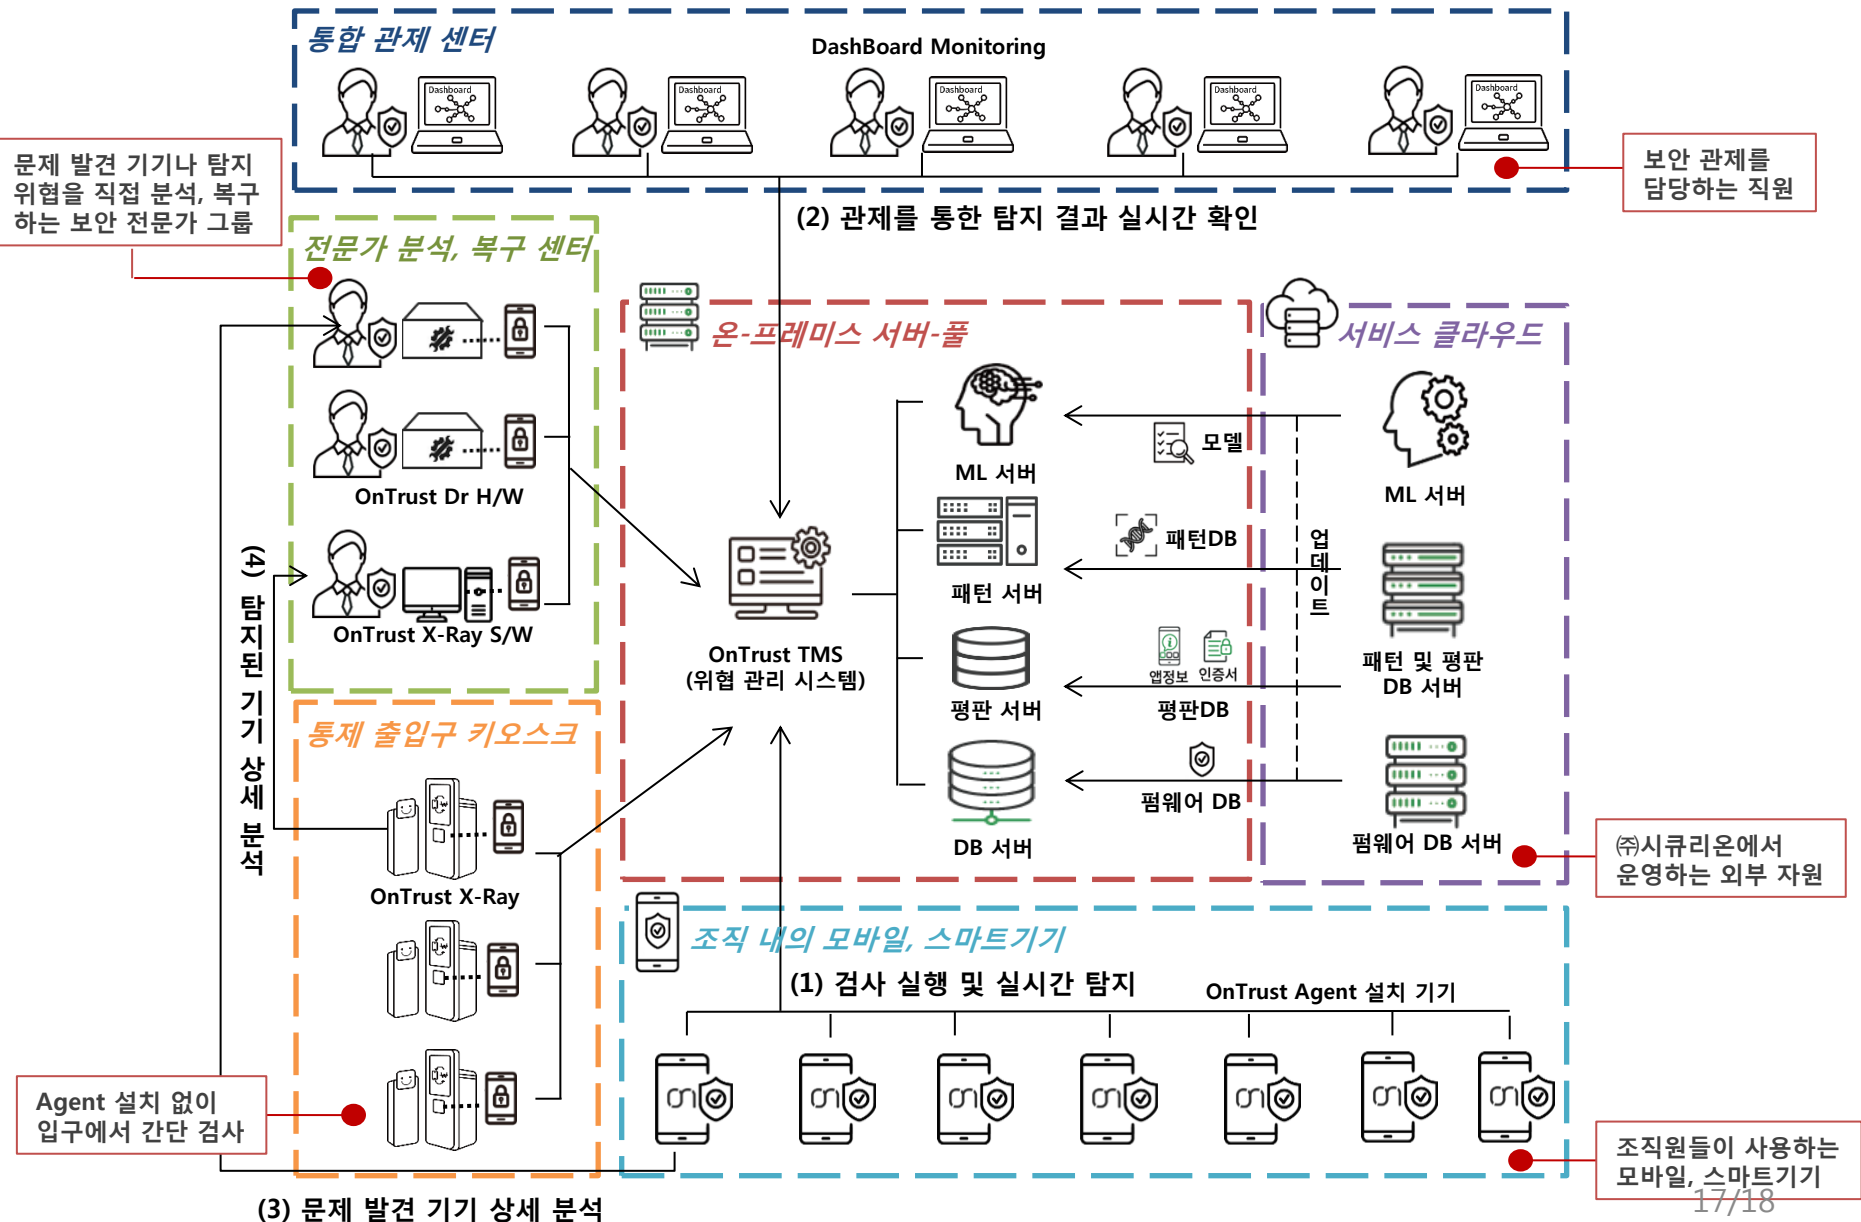 통합 관제 센터
DashBoard Monitoring
Dashboard
Dashboard
Dashboard
Dashboard
Dashboard
문제 발견 기기나 탐지
위협을 직접 분석, 복구
하는 보안 전문가 그룹
보안 관제를
담당하는 직원
(2) 관제를 통한 탐지 결과 실시간 확인
전문가 분석, 복구 센터
OnTrust Dr H/W
OnTrust X-Ray S/W
(4) 탐지된 기기 상세 분석
온-프레미스 서버-풀
OnTrust TMS
(위협 관리 시스템)
ML 서버
패턴 서버
평판 서버
DB 서버
모델
패턴DB
앱정보
인증서
평판DB
펌웨어 DB
업데이트
서비스 클라우드
ML 서버
패턴 및 평판
DB 서버
펌웨어 DB 서버
㈜시큐리온에서
운영하는 외부 자원
통제 출입구 키오스크
OnTrust X-Ray
Agent 설치 없이
입구에서 간단 검사
조직 내의 모바일, 스마트기기
(1) 검사 실행 및 실시간 탐지
OnTrust Agent 설치 기기
조직원들이 사용하는
모바일, 스마트기기
(3) 문제 발견 기기 상세 분석
17/18